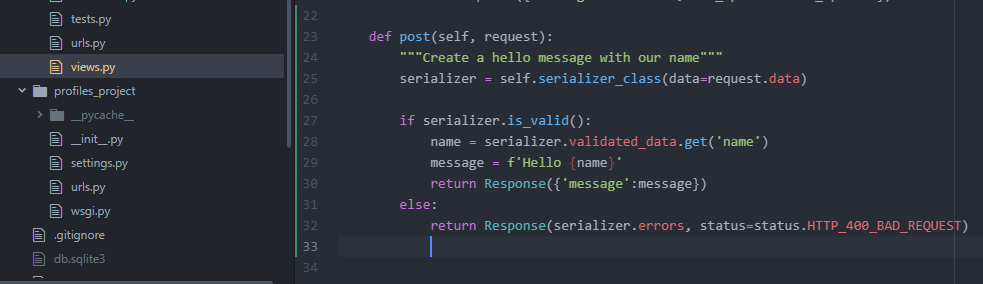 tests.py
urls.py
views.py
profiles_project
__pycache__
__init__.py
settings.py
urls.py
wsgi.py
.gitignore
db.sqlite3
22
23 def post(self, request):
24 """Create a hello message with our name"""
25 serializer = self.serializer_class(data=request.data)
26
27 if serializer.is_valid():
28 name = serializer.validated_data.get('name')
29 message = f'Hello {name}'
30 return Response({'message':message})
31 else:
32 return Response(serializer.errors, status=status.HTTP_400_BAD_REQUEST)
33
34